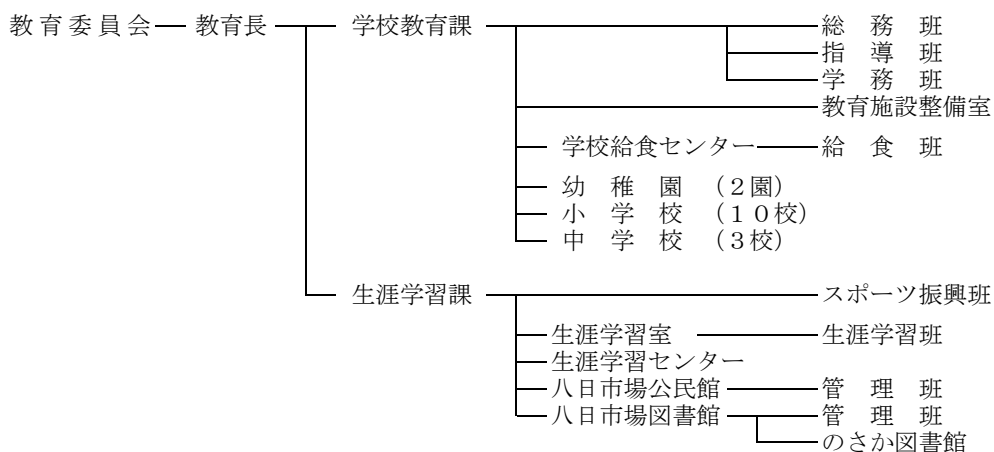 教育委員会 教育長 学校教育課 総務班
指導班
学務班
教育施設整備室
学校給食センター 給食班
幼稚園 (2園)
小学校 (10校)
中学校 (3校)
生涯学習課 スポーツ振興班
生涯学習室 生涯学習班
生涯学習センター
八日市場公民館 管理班
八日市場図書館 管理班
のさか図書館